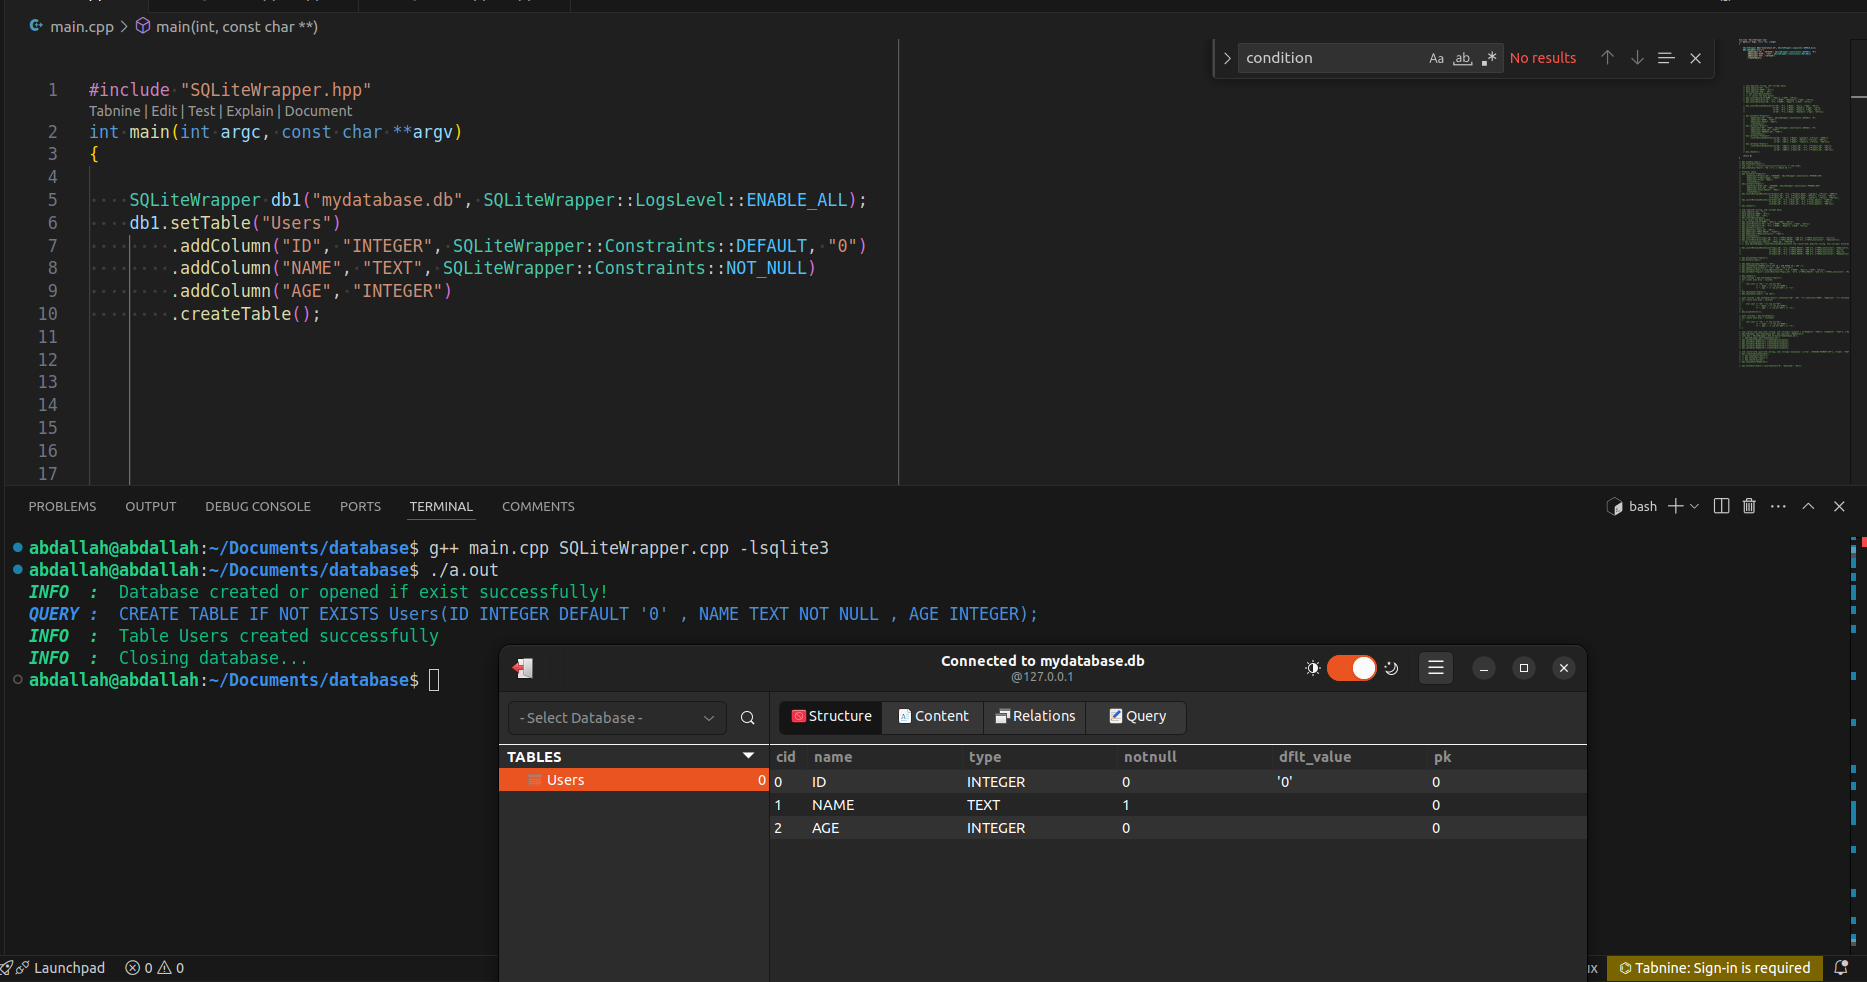 main.cpp > main(int, const char **)
condition Aa ab .* No results
1 #include "SQLiteWrapper.hpp"
Tabnine | Edit | Test | Explain | Document
2 int main(int argc, const char **argv)
3 {
4
5 SQLiteWrapper db1("mydatabase.db", SQLiteWrapper::LogsLevel::ENABLE_ALL);
6 db1.setTable("Users")
7 .addColumn("ID", "INTEGER", SQLiteWrapper::Constraints::DEFAULT, "0")
8 .addColumn("NAME", "TEXT", SQLiteWrapper::Constraints::NOT_NULL)
9 .addColumn("AGE", "INTEGER")
10 .createTable();
11
12
13
14
15
16
17
PROBLEMS OUTPUT DEBUG CONSOLE PORTS TERMINAL COMMENTS bash
abdallah@abdallah:~/Documents/database$ g++ main.cpp SQLiteWrapper.cpp -lsqlite3
abdallah@abdallah:~/Documents/database$ ./a.out
INFO : Database created or opened if exist successfully!
QUERY : CREATE TABLE IF NOT EXISTS Users(ID INTEGER DEFAULT '0' , NAME TEXT NOT NULL , AGE INTEGER);
INFO : Table Users created successfully
INFO : Closing database...
abdallah@abdallah:~/Documents/database$
Connected to mydatabase.db
@127.0.0.1
- Select Database -
Structure Content Relations Query
TABLES
Users 0
cid name type notnull dflt_value pk
0 ID INTEGER 0 '0' 0
1 NAME TEXT 1 0
2 AGE INTEGER 0 0
Launchpad 0 0
Tabnine: Sign-in is required